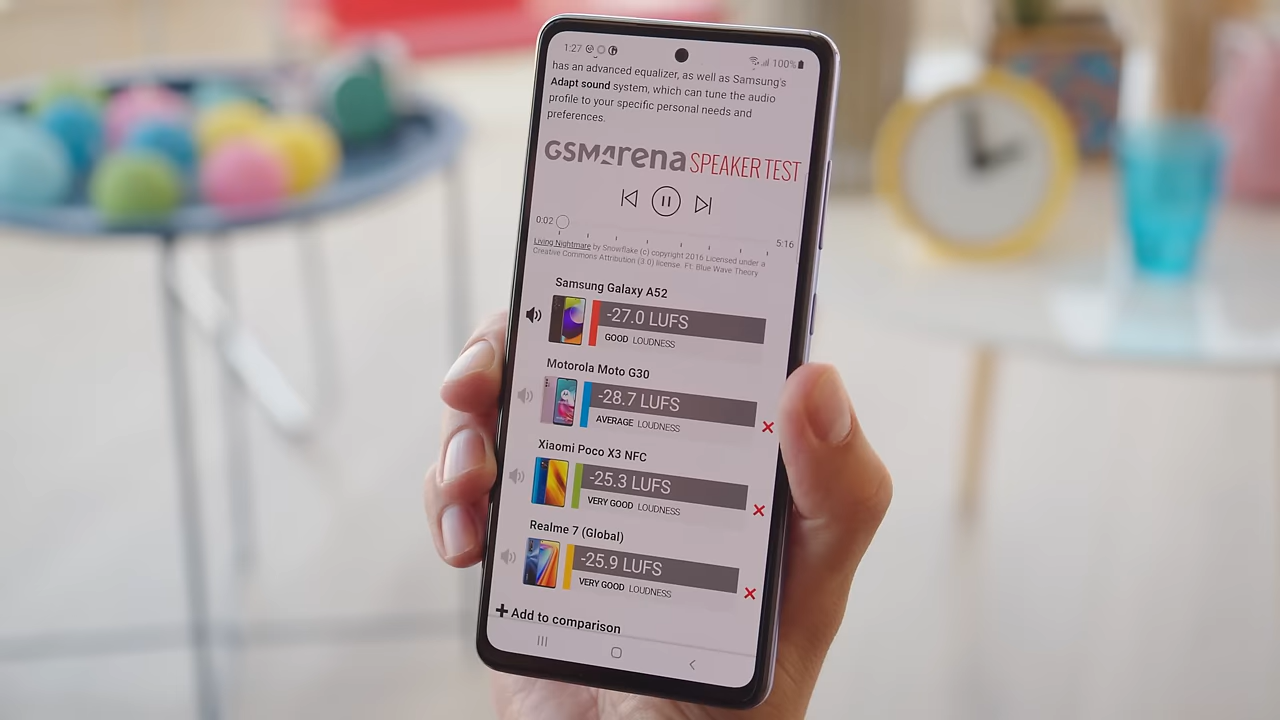 1:27 100%
has an advanced equalizer, as well as Samsung's
Adapt sound system, which can tune the audio
profile to your specific personal needs and
preferences.
GSMArena SPEAKER TEST
0:02 5:16
Living Nightmare by Snowflake (c) copyright 2016 Licensed under a
Creative Commons Attribution (3.0) license. Ft: Blue Wave Theory
Samsung Galaxy A52
-27.0 LUFS
GOOD LOUDNESS
Motorola Moto G30
-28.7 LUFS
AVERAGE LOUDNESS
Xiaomi Poco X3 NFC
-25.3 LUFS
VERY GOOD LOUDNESS
Realme 7 (Global)
-25.9 LUFS
VERY GOOD LOUDNESS
+ Add to comparison